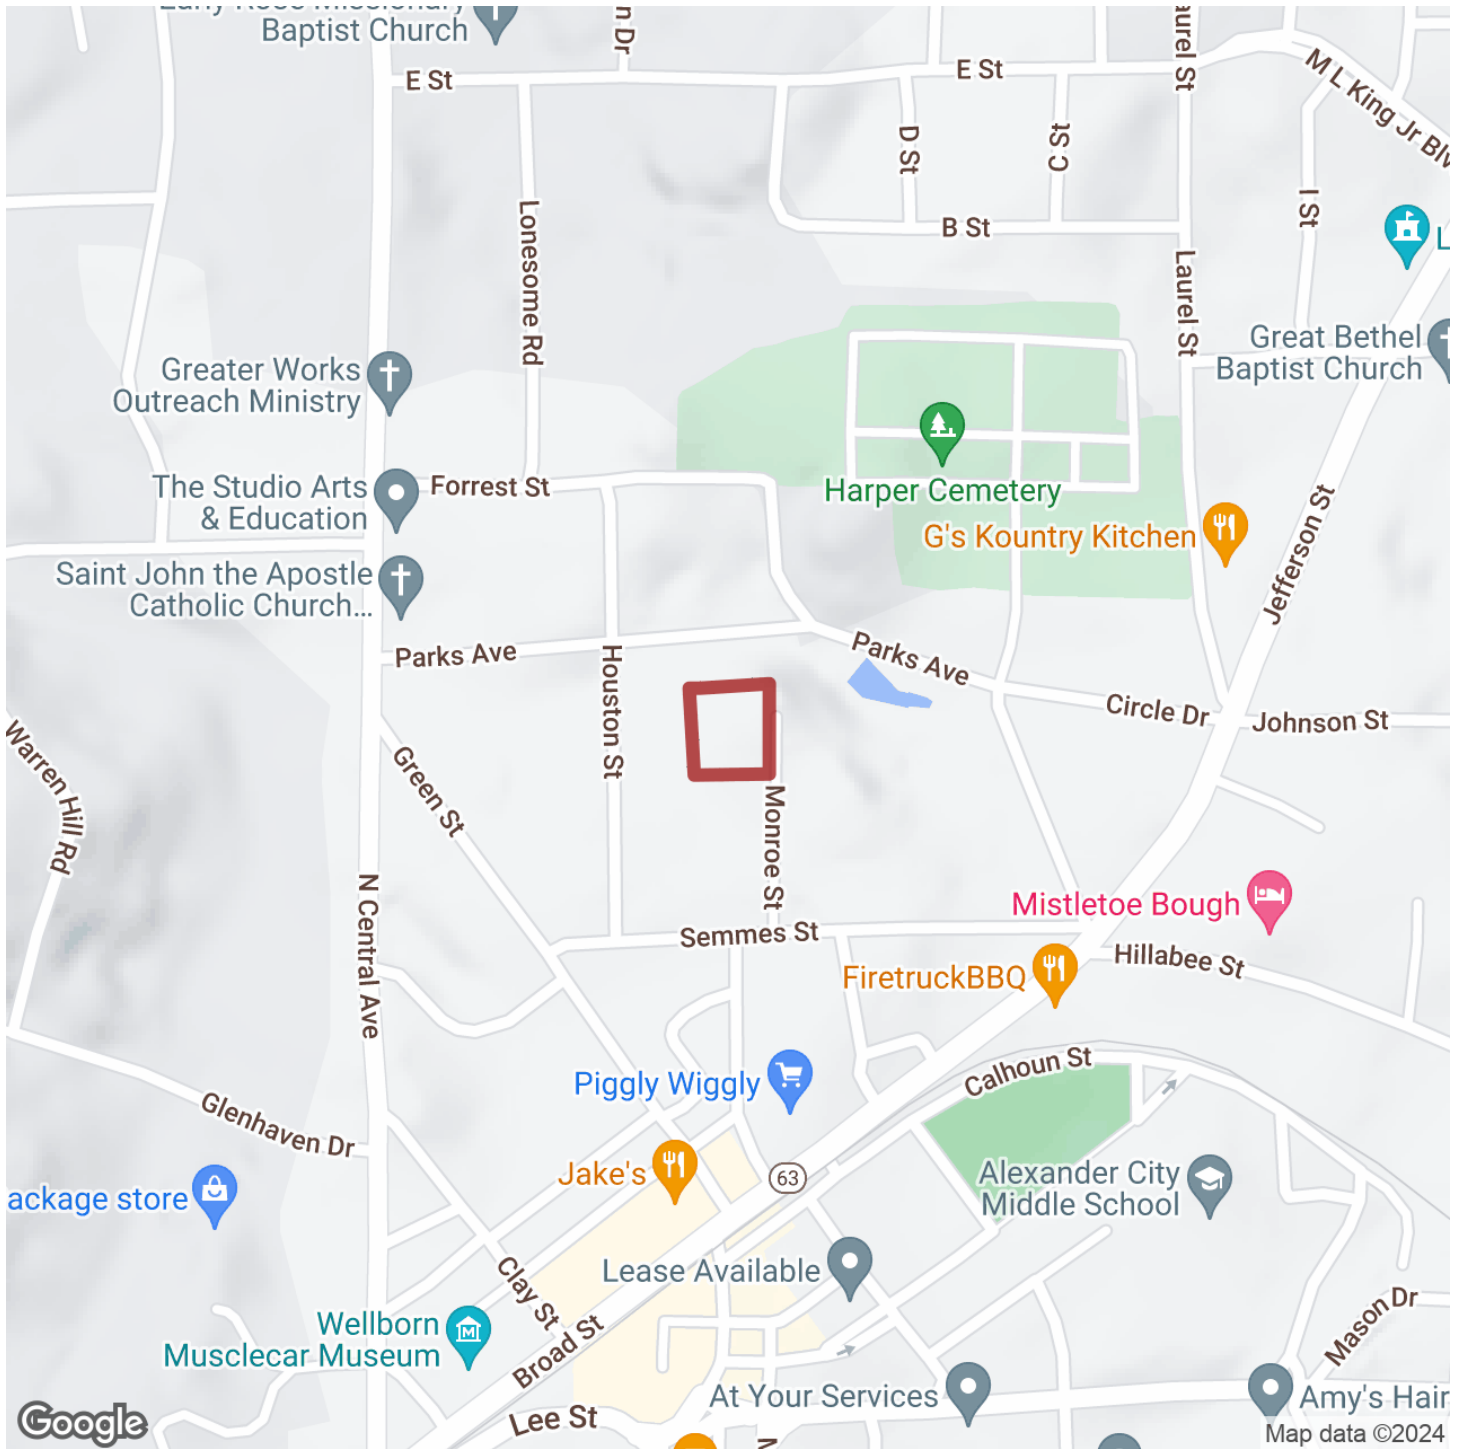 Early Rose Missionary
Baptist Church
n Dr
E St
E St
aurel St
M L King Jr Blv
D St
C St
I St
B St
L
Lonesome Rd
Laurel St
Great Bethel
Baptist Church
Greater Works
Outreach Ministry
The Studio Arts
& Education
Forrest St
Harper Cemetery
G's Kountry Kitchen
Jefferson St
Saint John the Apostle
Catholic Church...
Parks Ave
Parks Ave
Houston St
Circle Dr
Johnson St
Warren Hill Rd
Green St
Monroe St
N Central Ave
Semmes St
Mistletoe Bough
Hillabee St
FiretruckBBQ
Calhoun St
Piggly Wiggly
Glenhaven Dr
Jake's
63
Alexander City
Middle School
ackage store
Lease Available
Clay St
Broad St
Wellborn
Musclecar Museum
M
Mason Dr
At Your Services
Amy's Hair
Lee St
N
Google
Map data ©2024